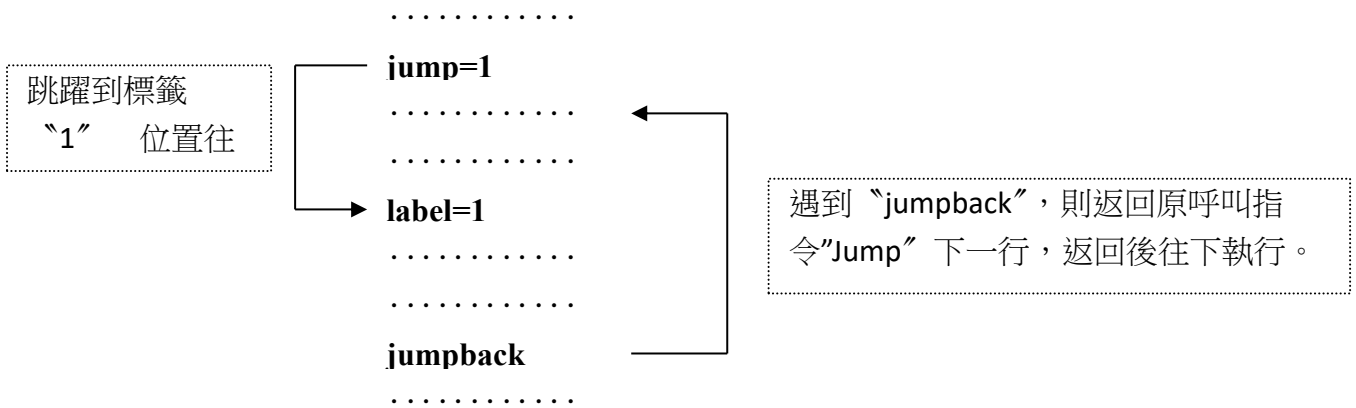 ............
jump=1
跳躍到標籤
〝1〞 位置往
............
............
label=1
遇到〝jumpback〞,則返回原呼叫指
令”Jump〞下一行,返回後往下執行。
............
............
jumpback
............